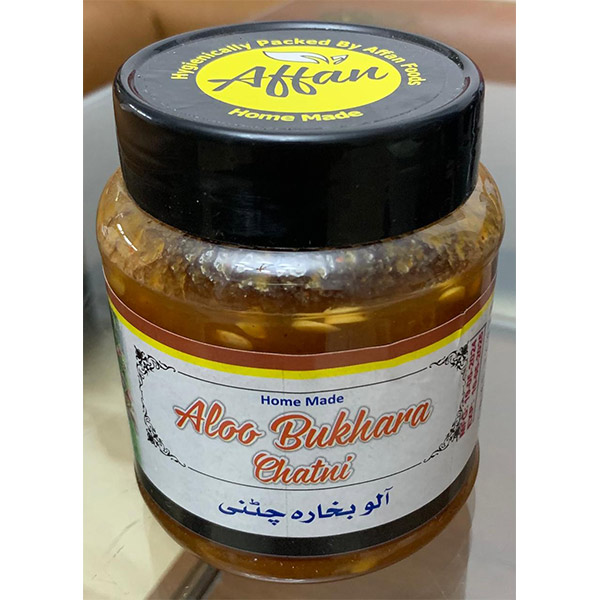 Hygienically Packed By Affan Foods
Affan
Home Made
Home Made
Aloo Bukhara
Chatni
آلو بخارہ چٹنی